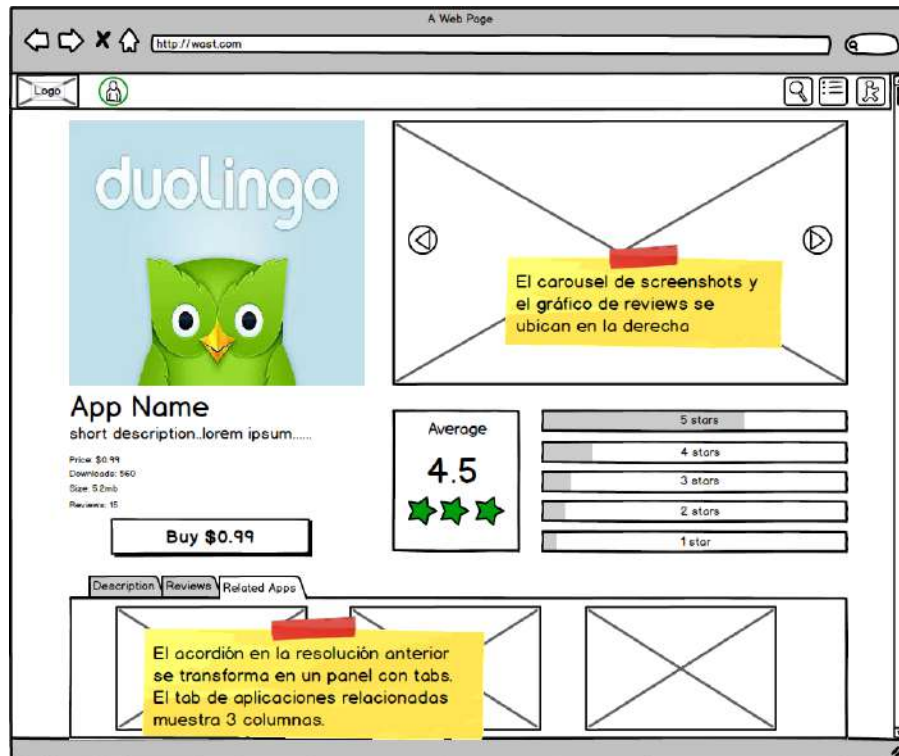 A Web Page
http://wast.com
Logo
duolingo
El carousel de screenshots y
el gráfico de reviews se
ubican en la derecha
App Name
short description..lorem ipsum......
Price: $0.99
Downloads: 560
Size: 5.2mb
Reviews: 15
Buy $0.99
Average
4.5
5 stars
4 stars
3 stars
2 stars
1 star
Description Reviews Related Apps
El acordión en la resolución anterior
se transforma en un panel con tabs.
El tab de aplicaciones relacionadas
muestra 3 columnas.